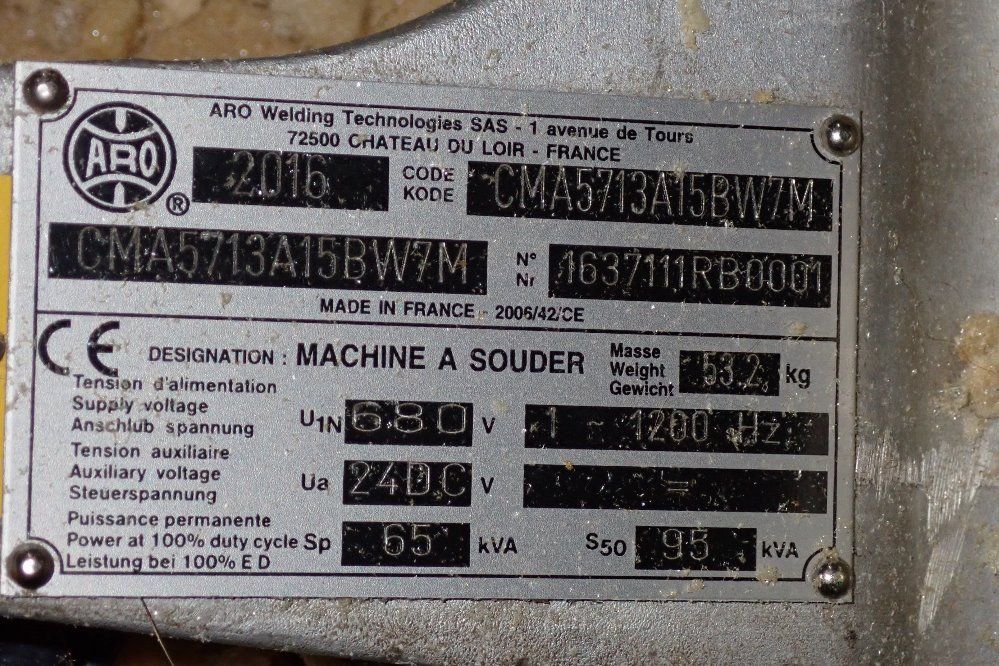 ARO Welding Technologies SAS - 1 avenue de Tours
72500 CHATEAU DU LOIR - FRANCE
ARO ®
2016 CODE KODE CMA5713A15BW7M
CMA5713A15BW7M N° Nr 1637111RB0001
MADE IN FRANCE - 2006/42/CE
CE DESIGNATION : MACHINE A SOUDER Masse Weight Gewicht 53.2 kg
Tension d'alimentation
Supply voltage U1N 680 V 1 ~ 1200 Hz
Anschlub spannung
Tension auxiliaire
Auxiliary voltage Ua 24DC V =
Steuerspannung
Puissance permanente
Power at 100% duty cycle Sp 65 kVA S50 95 kVA
Leistung bei 100% E D